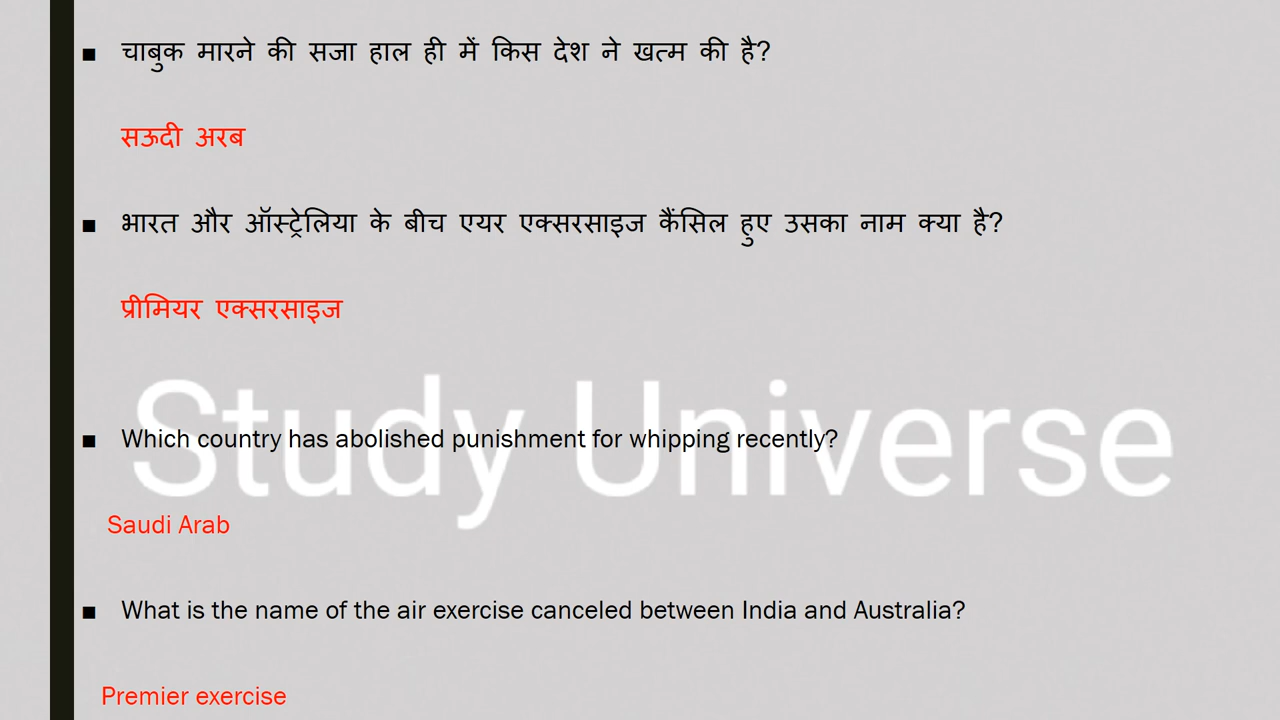 ▪ चाबुक मारने की सजा हाल ही में किस देश ने खत्म की है?
सऊदी अरब
▪ भारत और ऑस्ट्रेलिया के बीच एयर एक्सरसाइज कैंसिल हुए उसका नाम क्या है?
प्रीमियर एक्सरसाइज
Study Universe
▪ Which country has abolished punishment for whipping recently?
Saudi Arab
▪ What is the name of the air exercise canceled between India and Australia?
Premier exercise